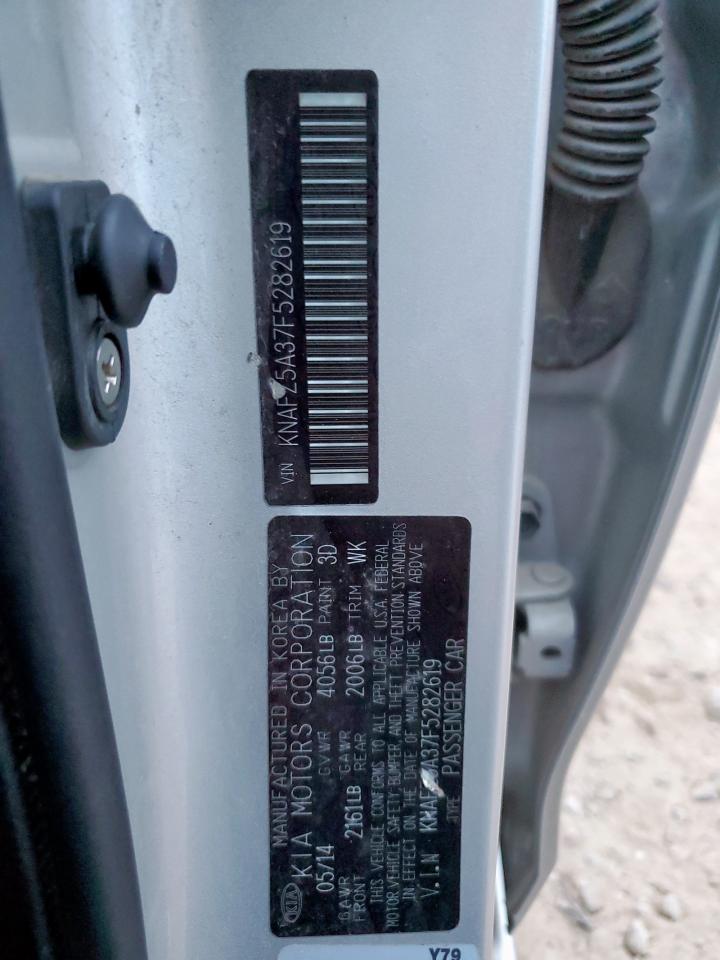 VIN KNAFZ5A37F5282619
MANUFACTURED IN KOREA BY
KIA KIA MOTORS CORPORATION
05/14 GVWR 4056LB PAINT 3D
GAWR FRONT 2161LB GAWR REAR 2006LB TRIM WK
THIS VEHICLE CONFORMS TO ALL APPLICABLE U.S.A. FEDERAL
MOTOR VEHICLE SAFETY, BUMPER, AND THEFT PREVENTION STANDARDS
IN EFFECT ON THE DATE OF MANUFACTURE SHOWN ABOVE
V.I.N KNAFZ5A37F5282619
TYPE PASSENGER CAR
Y79